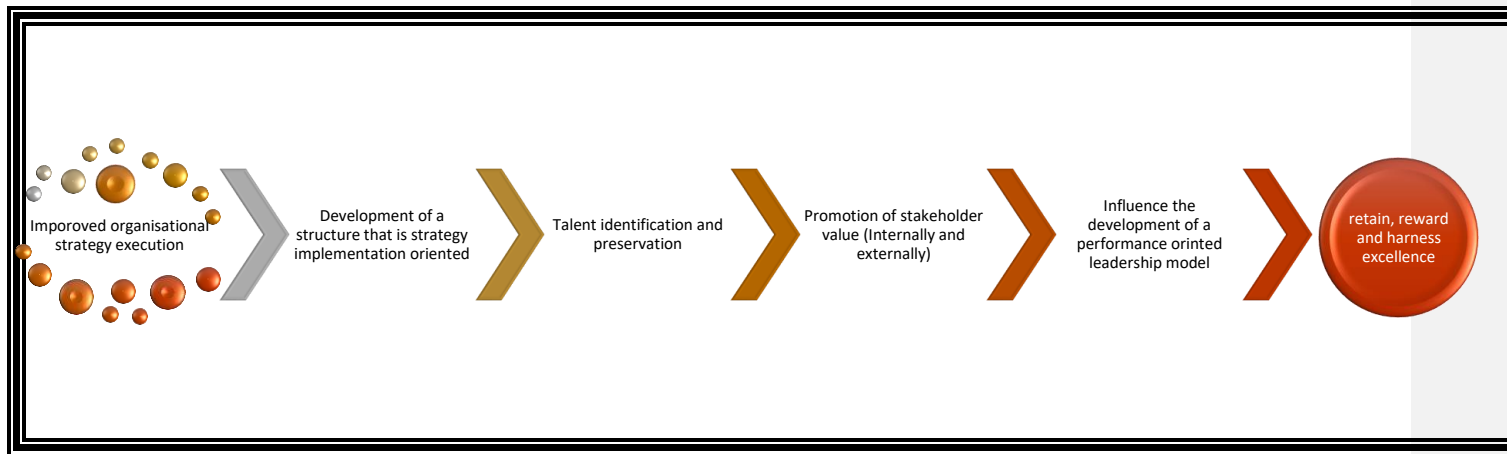 Imporoved organisational
strategy execution
Development of a
structure that is strategy
implementation oriented
Talent identification and
preservation
Promotion of stakeholder
value (Internally and
externally)
Influence the
development of a
performance orinted
leadership model
retain, reward
and harness
excellence